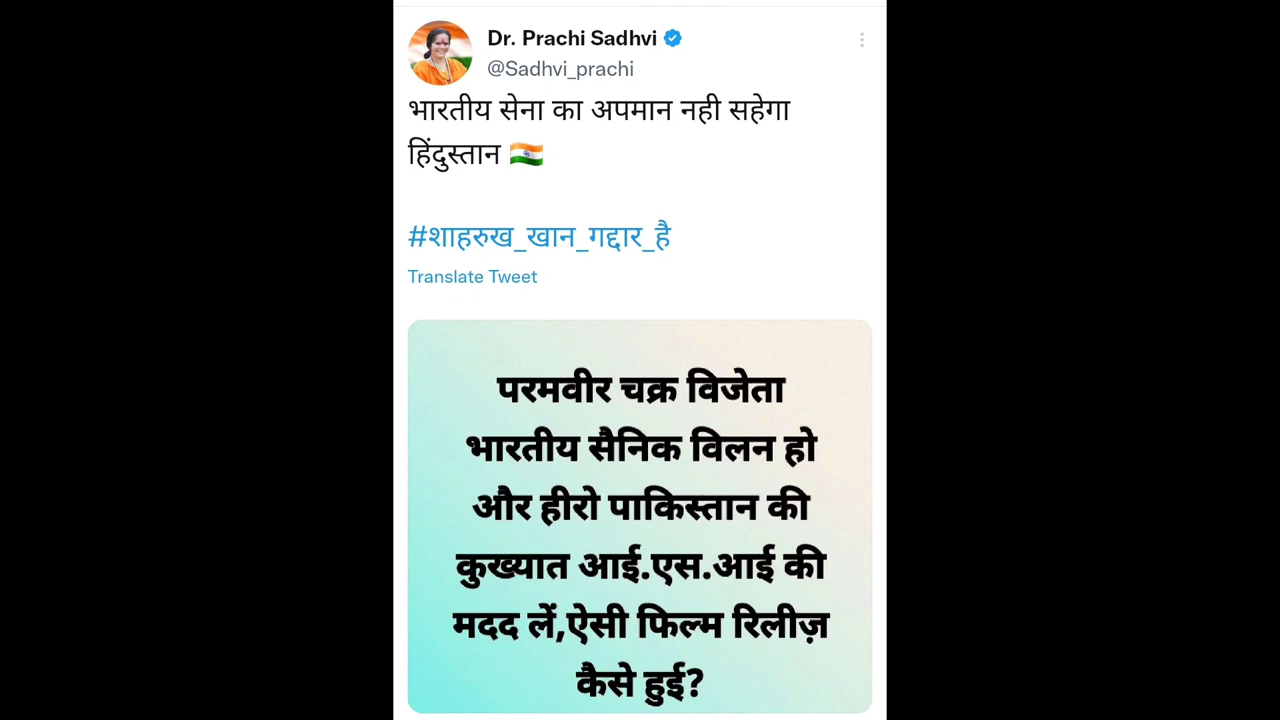 Dr. Prachi Sadhvi
@Sadhvi_prachi
भारतीय सेना का अपमान नही सहेगा
हिंदुस्तान 🇮🇳
#शाहरुख_खान_गद्दार_है
Translate Tweet
परमवीर चक्र विजेता
भारतीय सैनिक विलन हो
और हीरो पाकिस्तान की
कुख्यात आई.एस.आई की
मदद लें,ऐसी फिल्म रिलीज़
कैसे हुई?